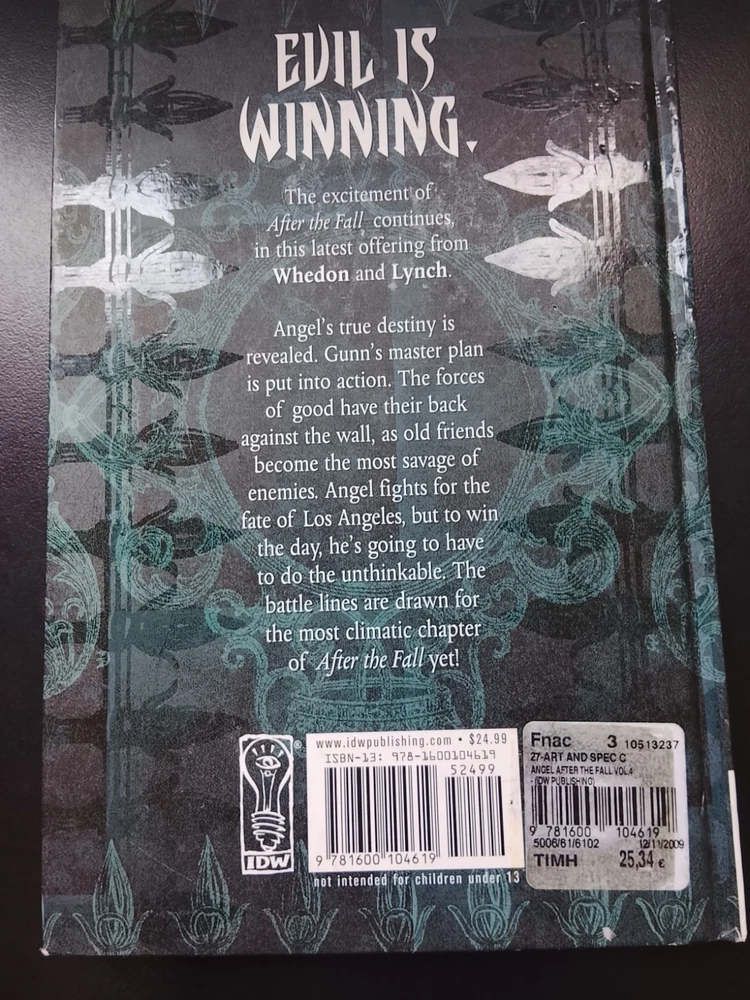 EVIL IS
WINNING.
The excitement of
After the Fall continues,
in this latest offering from
Whedon and Lynch.
Angel's true destiny is
revealed. Gunn's master plan
is put into action. The forces
of good have their back
against the wall, as old friends
become the most savage of
enemies. Angel fights for the
fate of Los Angeles, but to win
the day, he's going to have
to do the unthinkable. The
battle lines are drawn for
the most climatic chapter
of After the Fall yet!
IDW
®
www.idwpublishing.com • $24.99
ISBN-13: 978-1600104619
52499
9 781600 104619
not intended for children under 13
Fnac 3 10513237
27-ART AND SPEC C
ANGEL AFTER THE FALL VOL.4
- (IDW PUBLISHING)
9 781600 104619
5006/61/6102 12/11/2009
TIMH 25,34 €